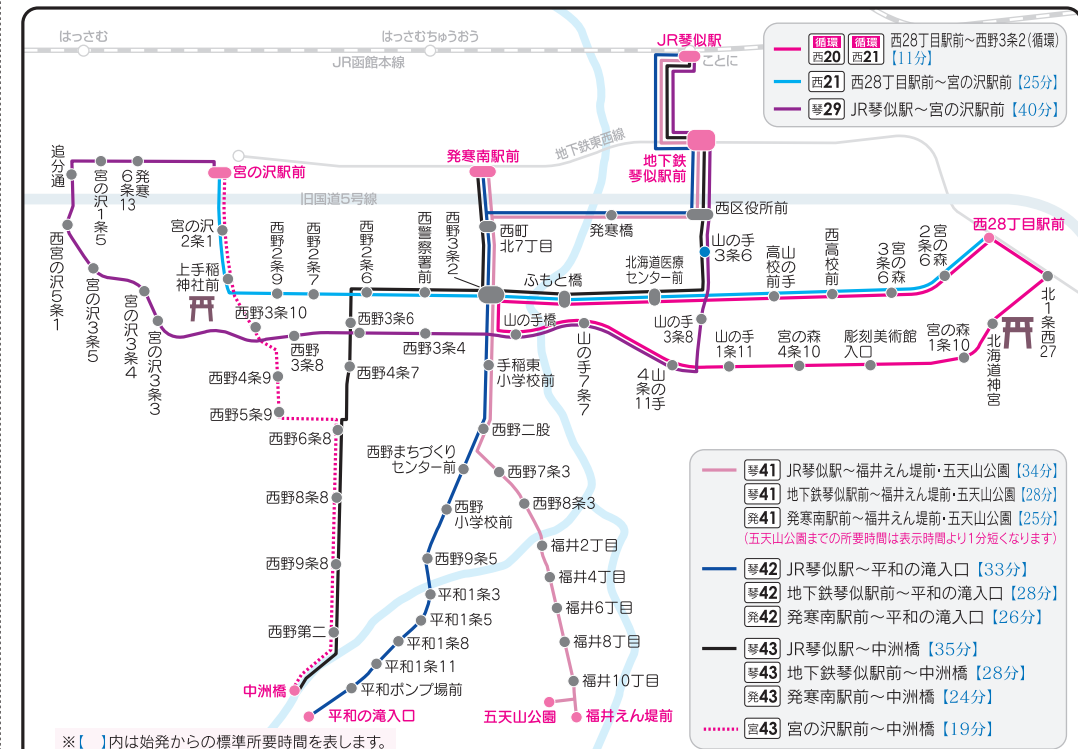 はっさむ
はっさむちゅうおう
JR函館本線
JR琴似駅
ことに
循環 循環 西28丁目駅前〜西野3条2(循環)
西20 西21 【11分】
西21 西28丁目駅前〜宮の沢駅前【25分】
琴29 JR琴似駅〜宮の沢駅前【40分】
地下鉄東西線
地下鉄
琴似駅前
発寒南駅前
宮の沢駅前
追分通
宮の沢1条5
発寒6条13
旧国道5号線
西区役所前
発寒橋
西町
北7丁目
西野3条2
西警察署前
西野2条6
西野2条7
西野2条9
宮の沢
2条1
上手稲
神社前
西宮の沢5条1
宮の沢3条5
宮の沢3条4
宮の沢3条3
ふもと橋
北海道医療
センター前
山の手
3条6
山の手高校前
西高校前
宮の森3条6
宮の森2条6
西28丁目駅前
北1条西27
北海道神宮
宮の森
1条10
彫刻美術館
入口
宮の森
4条10
山の手
1条11
山の手4条11
山の手
3条8
山の手7条7
山の手橋
西野3条10
西野3条6
西野3条4
西野
3条8
西野4条7
西野4条9
西野5条9
西野6条8
西野8条8
西野9条8
西野第二
中洲橋
手稲東
小学校前
西野二股
西野まちづくり
センター前
西野
小学校前
西野9条5
平和1条3
平和1条5
平和1条8
平和1条11
平和ポンプ場前
平和の滝入口
西野7条3
西野8条3
福井2丁目
福井4丁目
福井6丁目
福井8丁目
福井10丁目
五天山公園
福井えん堤前
琴41 JR琴似駅〜福井えん堤前・五天山公園【34分】
琴41 地下鉄琴似駅前〜福井えん堤前・五天山公園【28分】
発41 発寒南駅前〜福井えん堤前・五天山公園【25分】
(五天山公園までの所要時間は表示時間より1分短くなります)
琴42 JR琴似駅〜平和の滝入口【33分】
琴42 地下鉄琴似駅前〜平和の滝入口【28分】
発42 発寒南駅前〜平和の滝入口【26分】
琴43 JR琴似駅〜中洲橋【35分】
琴43 地下鉄琴似駅前〜中洲橋【28分】
発43 発寒南駅前〜中洲橋【24分】
宮43 宮の沢駅前〜中洲橋【19分】
※【 】内は始発からの標準所要時間を表します。